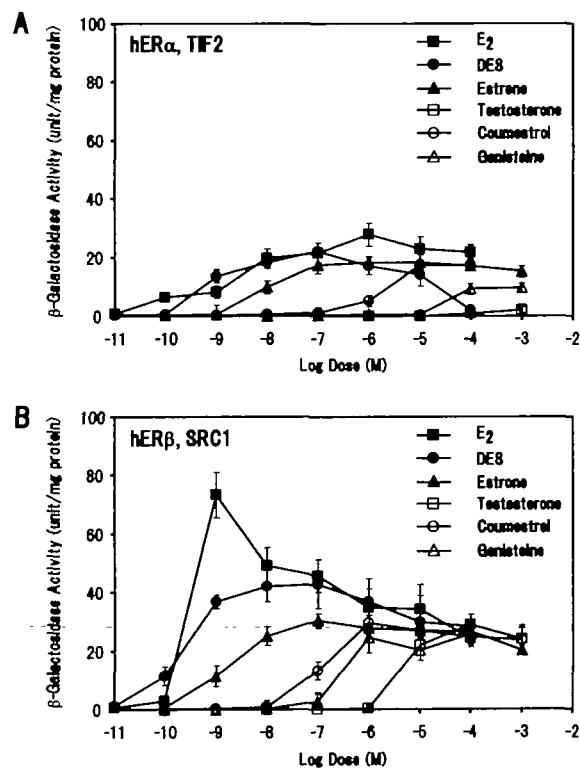 A
hERα, TIF2
β-Galactosidase Activity (unit/mg protein)
100
80
60
40
20
0
E2
DES
Estrone
Testosterone
Coumestrol
Genisteine
-11 -10 -9 -8 -7 -6 -5 -4 -3 -2
Log Dose (M)
B
hERβ, SRC1
β-Galactosidase Activity (unit/mg protein)
100
80
60
40
20
0
E2
DES
Estrone
Testosterone
Coumestrol
Genisteine
-11 -10 -9 -8 -7 -6 -5 -4 -3 -2
Log Dose (M)